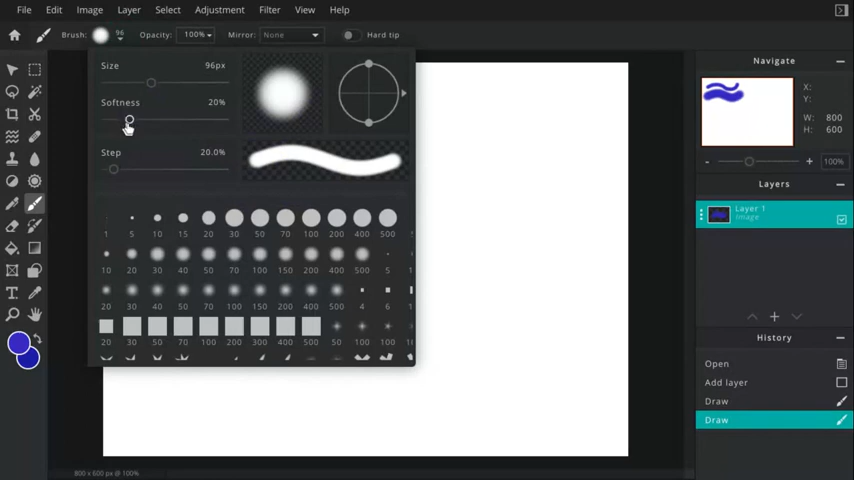 File Edit Image Layer Select Adjustment Filter View Help
Brush: 96 Opacity: 100% Mirror: None Hard tip
Size 96px
Softness 20%
Step 20.0%
1 5 10 15 20 30 50 70 100 200 400 500
10 20 30 40 50 70 100 150 200 400 500 5
20 30 40 50 70 100 200 300 400 500 4 6
20 30 50 70 100 200 300 400 500 50 100 100
Navigate
X:
Y:
W: 800
H: 600
- + 100%
Layers
Layer 1
Image
History
Open
Add layer
Draw
Draw
800 x 600 px @ 100%